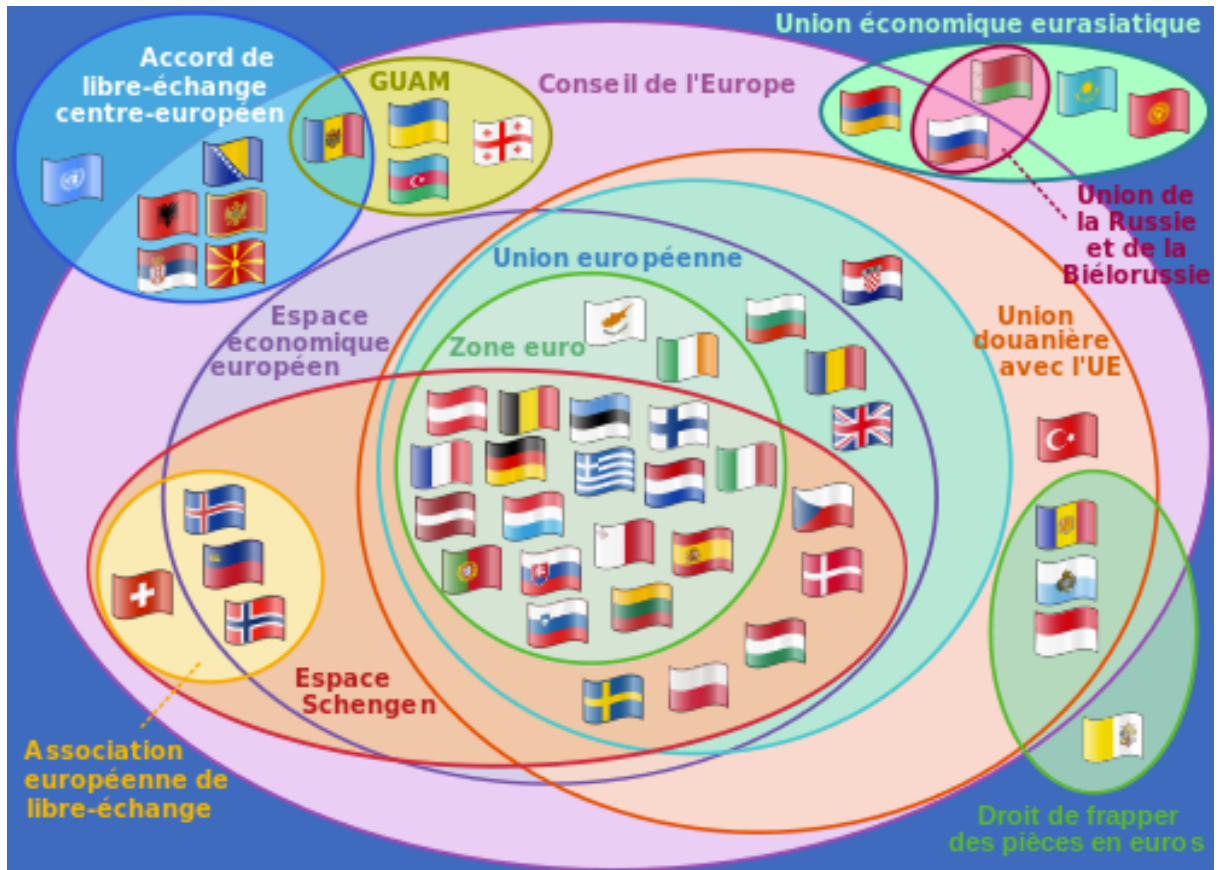 Union économique eurasiatique
Accord de
libre-échange
centre-européen
GUAM
Conseil de l'Europe
Union de
la Russie
et de la
Biélorussie
Union européenne
Espace
économique
européen
Zone euro
Union
douanière
avec l'UE
Espace
Schengen
Association
européenne de
libre-échange
Droit de frapper
des pièces en euros